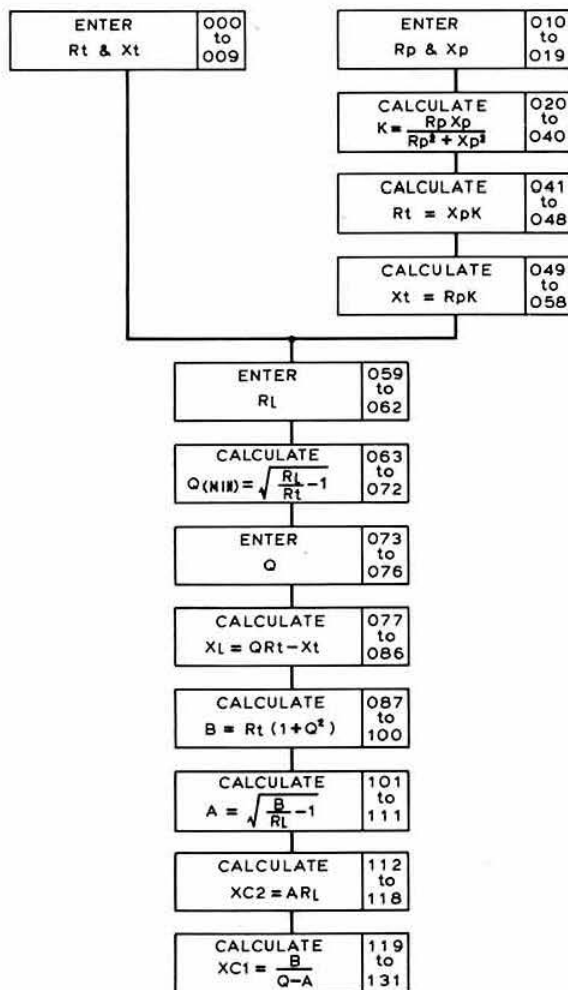 ENTER
Rt & Xt
000
to
009
ENTER
Rp & Xp
010
to
019
CALCULATE
K = Rp Xp / Rp² + Xp²
020
to
040
CALCULATE
Rt = XpK
041
to
048
CALCULATE
Xt = RpK
049
to
058
ENTER
RL
059
to
062
CALCULATE
Q(MIN) = √ RL / Rt - 1
063
to
072
ENTER
Q
073
to
076
CALCULATE
XL = QRt - Xt
077
to
086
CALCULATE
B = Rt (1 + Q²)
087
to
100
CALCULATE
A = √ B / RL - 1
101
to
111
CALCULATE
XC2 = ARL
112
to
118
CALCULATE
XC1 = B / Q-A
119
to
131